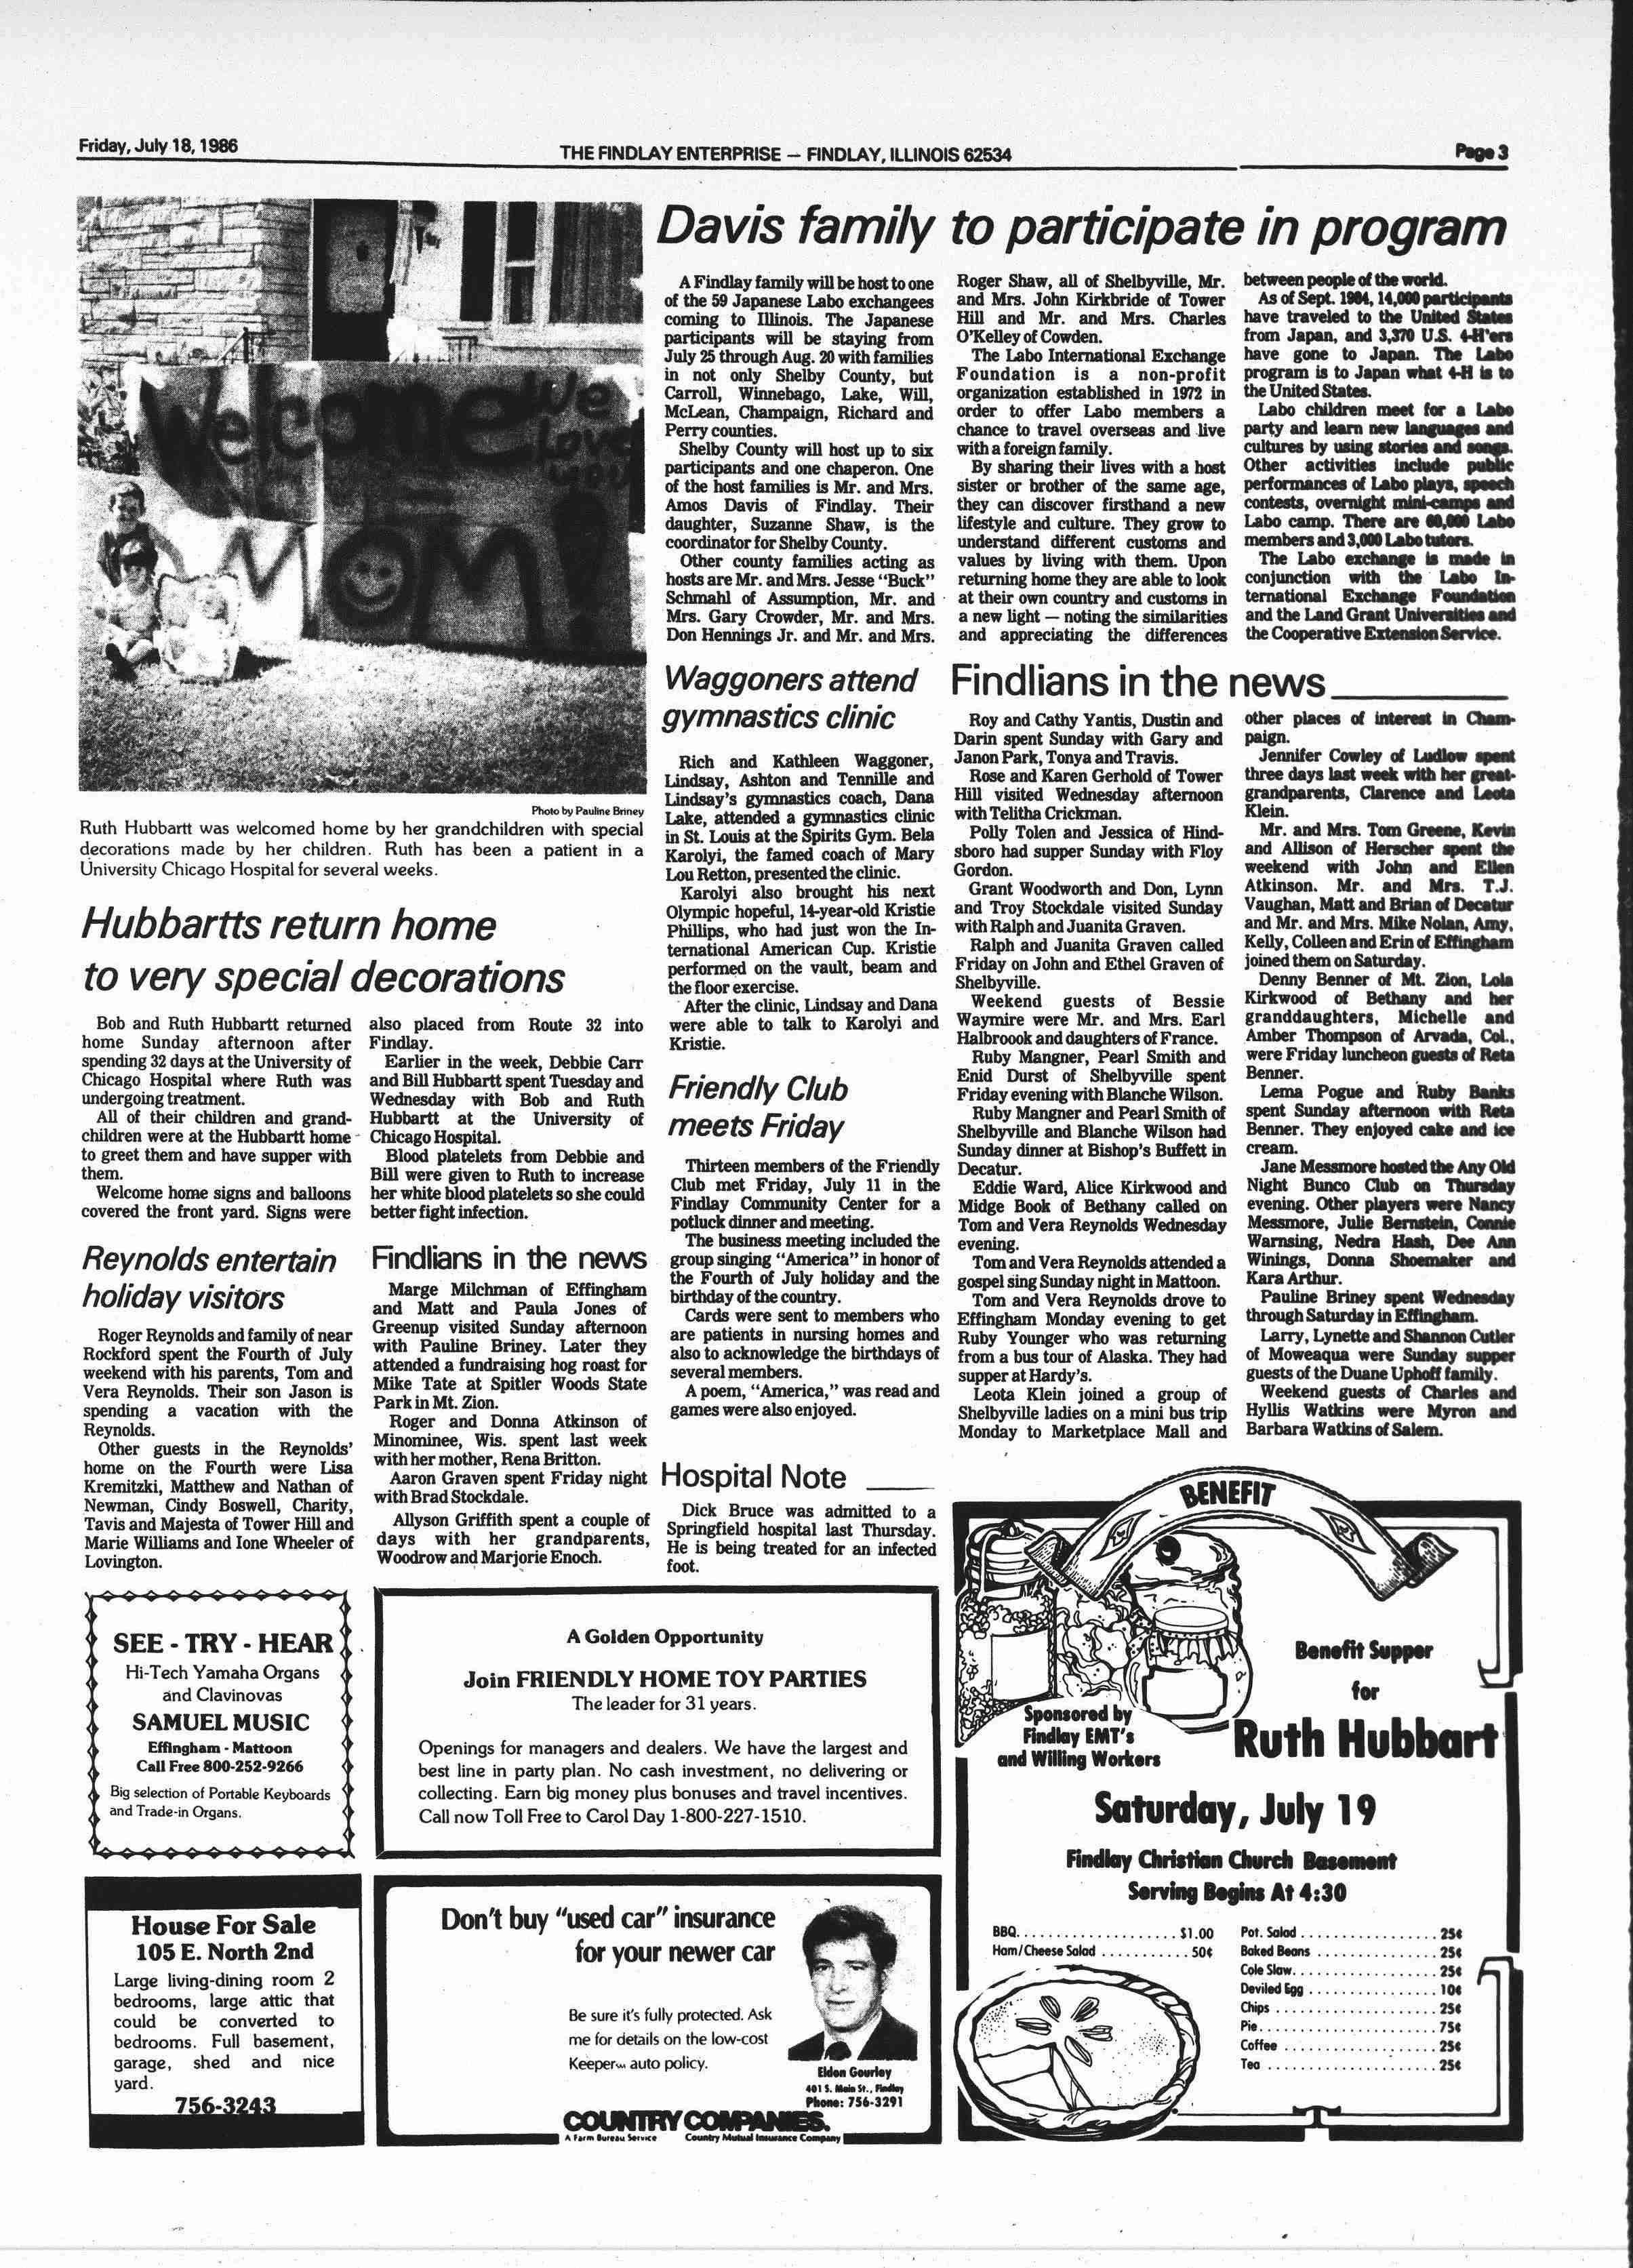 Friday, July 18, 1986
THE FINDLAY ENTERPRISE — FINDLAY, ILLINOIS 62534
Page 3
Welcome
We
Love
you
Mom!
Photo by Pauline Briney
Ruth Hubbartt was welcomed home by her grandchildren with special
decorations made by her children. Ruth has been a patient in a
University Chicago Hospital for several weeks.
Hubbartts return home
to very special decorations
Bob and Ruth Hubbartt returned
home Sunday afternoon after
spending 32 days at the University of
Chicago Hospital where Ruth was
undergoing treatment.
All of their children and grand-
children were at the Hubbartt home
to greet them and have supper with
them.
Welcome home signs and balloons
covered the front yard. Signs were
also placed from Route 32 into
Findlay.
Earlier in the week, Debbie Carr
and Bill Hubbartt spent Tuesday and
Wednesday with Bob and Ruth
Hubbartt at the University of
Chicago Hospital.
Blood platelets from Debbie and
Bill were given to Ruth to increase
her white blood platelets so she could
better fight infection.
Reynolds entertain
holiday visitors
Roger Reynolds and family of near
Rockford spent the Fourth of July
weekend with his parents, Tom and
Vera Reynolds. Their son Jason is
spending a vacation with the
Reynolds.
Other guests in the Reynolds'
home on the Fourth were Lisa
Kremitzki, Matthew and Nathan of
Newman, Cindy Boswell, Charity,
Tavis and Majesta of Tower Hill and
Marie Williams and Ione Wheeler of
Lovington.
Findlians in the news
Marge Milchman of Effingham
and Matt and Paula Jones of
Greenup visited Sunday afternoon
with Pauline Briney. Later they
attended a fundraising hog roast for
Mike Tate at Spitler Woods State
Park in Mt. Zion.
Roger and Donna Atkinson of
Minominee, Wis. spent last week
with her mother, Rena Britton.
Aaron Graven spent Friday night
with Brad Stockdale.
Allyson Griffith spent a couple of
days with her grandparents,
Woodrow and Marjorie Enoch.
Davis family to participate in program
A Findlay family will be host to one
of the 59 Japanese Labo exchangees
coming to Illinois. The Japanese
participants will be staying from
July 25 through Aug. 20 with families
in not only Shelby County, but
Carroll, Winnebago, Lake, Will,
McLean, Champaign, Richard and
Perry counties.
Shelby County will host up to six
participants and one chaperon. One
of the host families is Mr. and Mrs.
Amos Davis of Findlay. Their
daughter, Suzanne Shaw, is the
coordinator for Shelby County.
Other county families acting as
hosts are Mr. and Mrs. Jesse "Buck"
Schmahl of Assumption, Mr. and
Mrs. Gary Crowder, Mr. and Mrs.
Don Hennings Jr. and Mr. and Mrs.
Roger Shaw, all of Shelbyville, Mr.
and Mrs. John Kirkbride of Tower
Hill and Mr. and Mrs. Charles
O'Kelley of Cowden.
The Labo International Exchange
Foundation is a non-profit
organization established in 1972 in
order to offer Labo members a
chance to travel overseas and live
with a foreign family.
By sharing their lives with a host
sister or brother of the same age,
they can discover firsthand a new
lifestyle and culture. They grow to
understand different customs and
values by living with them. Upon
returning home they are able to look
at their own country and customs in
a new light — noting the similarities
and appreciating the differences
between people of the world.
As of Sept. 1984, 14,000 participants
have traveled to the United States
from Japan, and 3,370 U.S. 4-H'ers
have gone to Japan. The Labo
program is to Japan what 4-H is to
the United States.
Labo children meet for a Labo
party and learn new languages and
cultures by using stories and songs.
Other activities include public
performances of Labo plays, speech
contests, overnight mini-camps and
Labo camp. There are 60,000 Labo
members and 3,000 Labo tutors.
The Labo exchange is made in
conjunction with the Labo In-
ternational Exchange Foundation
and the Land Grant Universities and
the Cooperative Extension Service.
Waggoners attend
gymnastics clinic
Rich and Kathleen Waggoner,
Lindsay, Ashton and Tennille and
Lindsay's gymnastics coach, Dana
Lake, attended a gymnastics clinic
in St. Louis at the Spirits Gym. Bela
Karolyi, the famed coach of Mary
Lou Retton, presented the clinic.
Karolyi also brought his next
Olympic hopeful, 14-year-old Kristie
Phillips, who had just won the In-
ternational American Cup. Kristie
performed on the vault, beam and
the floor exercise.
After the clinic, Lindsay and Dana
were able to talk to Karolyi and
Kristie.
Friendly Club
meets Friday
Thirteen members of the Friendly
Club met Friday, July 11 in the
Findlay Community Center for a
potluck dinner and meeting.
The business meeting included the
group singing "America" in honor of
the Fourth of July holiday and the
birthday of the country.
Cards were sent to members who
are patients in nursing homes and
also to acknowledge the birthdays of
several members.
A poem, "America," was read and
games were also enjoyed.
Hospital Note
Dick Bruce was admitted to a
Springfield hospital last Thursday.
He is being treated for an infected
foot.
Findlians in the news
Roy and Cathy Yantis, Dustin and
Darin spent Sunday with Gary and
Janon Park, Tonya and Travis.
Rose and Karen Gerhold of Tower
Hill visited Wednesday afternoon
with Telitha Crickman.
Polly Tolen and Jessica of Hind-
sboro had supper Sunday with Floy
Gordon.
Grant Woodworth and Don, Lynn
and Troy Stockdale visited Sunday
with Ralph and Juanita Graven.
Ralph and Juanita Graven called
Friday on John and Ethel Graven of
Shelbyville.
Weekend guests of Bessie
Waymire were Mr. and Mrs. Earl
Halbroook and daughters of France.
Ruby Mangner, Pearl Smith and
Enid Durst of Shelbyville spent
Friday evening with Blanche Wilson.
Ruby Mangner and Pearl Smith of
Shelbyville and Blanche Wilson had
Sunday dinner at Bishop's Buffett in
Decatur.
Eddie Ward, Alice Kirkwood and
Midge Book of Bethany called on
Tom and Vera Reynolds Wednesday
evening.
Tom and Vera Reynolds attended a
gospel sing Sunday night in Mattoon.
Tom and Vera Reynolds drove to
Effingham Monday evening to get
Ruby Younger who was returning
from a bus tour of Alaska. They had
supper at Hardy's.
Leota Klein joined a group of
Shelbyville ladies on a mini bus trip
Monday to Marketplace Mall and
other places of interest in Cham-
paign.
Jennifer Cowley of Ludlow spent
three days last week with her great-
grandparents, Clarence and Leota
Klein.
Mr. and Mrs. Tom Greene, Kevin
and Allison of Herscher spent the
weekend with John and Ellen
Atkinson. Mr. and Mrs. T.J.
Vaughan, Matt and Brian of Decatur
and Mr. and Mrs. Mike Nolan, Amy,
Kelly, Colleen and Erin of Effingham
joined them on Saturday.
Denny Benner of Mt. Zion, Lola
Kirkwood of Bethany and her
granddaughters, Michelle and
Amber Thompson of Arvada, Col.,
were Friday luncheon guests of Reta
Benner.
Lema Pogue and Ruby Banks
spent Sunday afternoon with Reta
Benner. They enjoyed cake and ice
cream.
Jane Messmore hosted the Any Old
Night Bunco Club on Thursday
evening. Other players were Nancy
Messmore, Julie Bernstein, Connie
Warnsing, Nedra Hash, Dee Ann
Winings, Donna Shoemaker and
Kara Arthur.
Pauline Briney spent Wednesday
through Saturday in Effingham.
Larry, Lynette and Shannon Cutler
of Moweaqua were Sunday supper
guests of the Duane Uphoff family.
Weekend guests of Charles and
Hyllis Watkins were Myron and
Barbara Watkins of Salem.
SEE - TRY - HEAR
Hi-Tech Yamaha Organs
and Clavinovas
SAMUEL MUSIC
Effingham - Mattoon
Call Free 800-252-9266
Big selection of Portable Keyboards
and Trade-in Organs.
A Golden Opportunity
Join FRIENDLY HOME TOY PARTIES
The leader for 31 years.
Openings for managers and dealers. We have the largest and
best line in party plan. No cash investment, no delivering or
collecting. Earn big money plus bonuses and travel incentives.
Call now Toll Free to Carol Day 1-800-227-1510.
House For Sale
105 E. North 2nd
Large living-dining room 2
bedrooms, large attic that
could be converted to
bedrooms. Full basement,
garage, shed and nice
yard.
756-3243
Don't buy "used car" insurance
for your newer car
Be sure it's fully protected. Ask
me for details on the low-cost
Keeper auto policy.
Eldon Gourley
401 S. Main St., Findlay
Phone: 756-3291
COUNTRY COMPANIES.
A Farm Bureau Service
Country Mutual Insurance Company
BENEFIT
Benefit Supper
for
Ruth Hubbart
Sponsored by
Findlay EMT's
and Willing Workers
Saturday, July 19
Findlay Christian Church Basement
Serving Begins At 4:30
BBQ.....................$1.00
Ham/Cheese Salad............50¢
Pot. Salad..................25¢
Baked Beans................25¢
Cole Slaw...................25¢
Deviled Egg.................10¢
Chips......................25¢
Pie........................75¢
Coffee.....................25¢
Tea.......................25¢